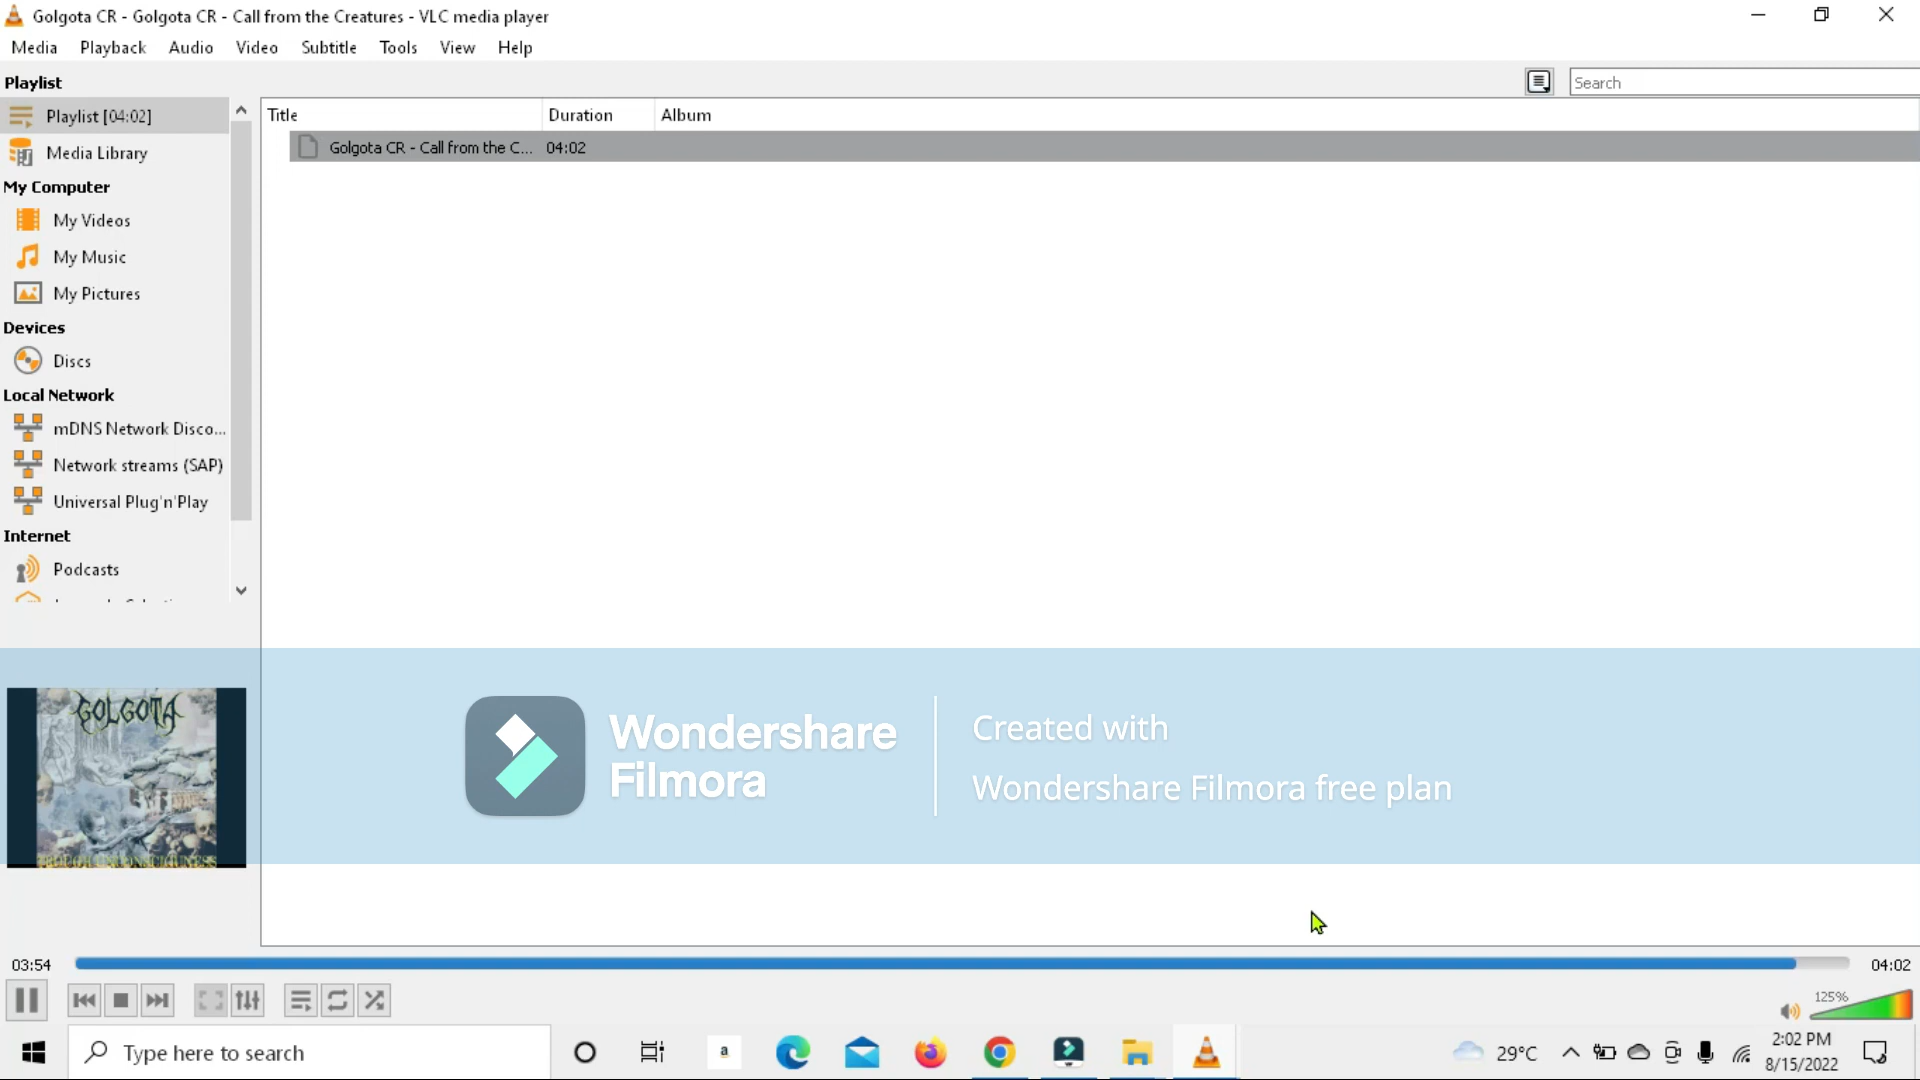 Golgota CR - Golgota CR - Call from the Creatures - VLC media player
Media Playback Audio Video Subtitle Tools View Help
Playlist
Search
Playlist [04:02]
Media Library
My Computer
My Videos
My Music
My Pictures
Devices
Discs
Local Network
mDNS Network Disco...
Network streams (SAP)
Universal Plug'n'Play
Internet
Podcasts
Title Duration Album
Golgota CR - Call from the C... 04:02
GOLGOTA
Wondershare
Filmora
Created with
Wondershare Filmora free plan
03:54
04:02
125%
Type here to search
a
29°C
2:02 PM
8/15/2022